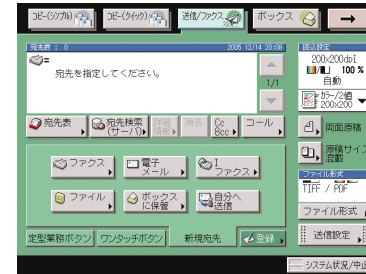 コピー(シンプル)
コピー(クイック)
送信/ファクス
ボックス
宛先数 : 0
2005 12/14 20:08
宛先を指定してください。
1/1
宛先表
宛先検索
(サーバ)
詳細
情報
消去
Cc
Bcc
コール
ファクス
電子
メール
I
ファクス
ファイル
ボックス
に保管
自分へ
送信
定型業務ボタン
ワンタッチボタン
新規宛先
登録
読込設定
200x200dpi
100 %
自動
カラー/2値
200×200
両面原稿
原稿サイズ
混載
ファイル形式
TIFF / PDF
ファイル形式
送信設定
システム状況/中止